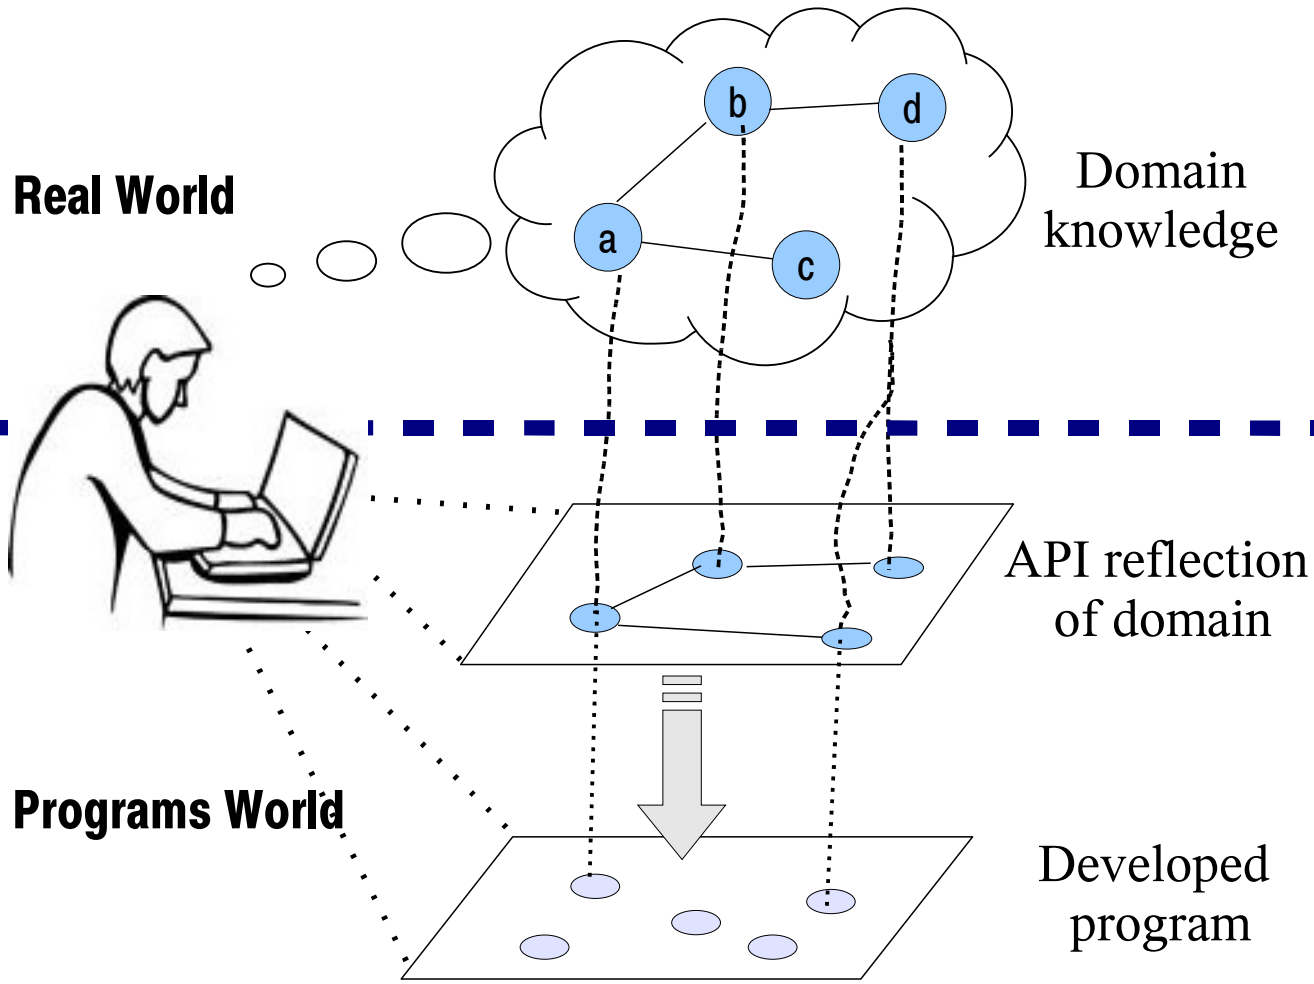 b
d
a
c
Real World
Domain
knowledge
API reflection
of domain
Programs World
Developed
program